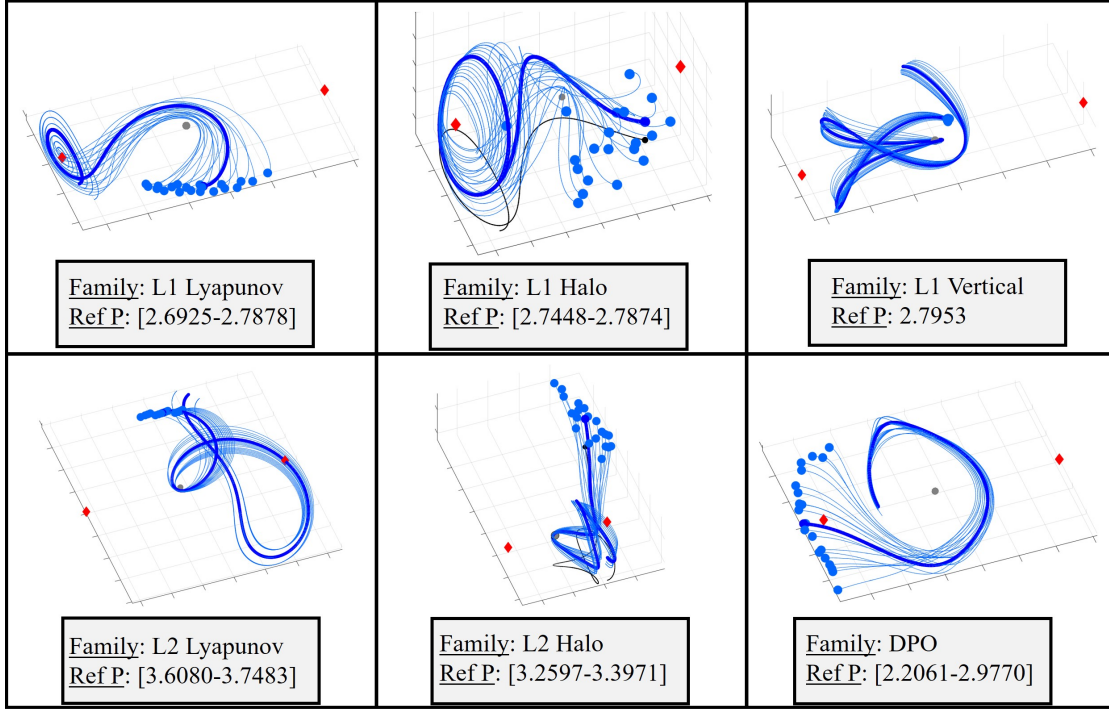 Family: L1 Lyapunov
Ref P: [2.6925-2.7878]
Family: L1 Halo
Ref P: [2.7448-2.7874]
Family: L1 Vertical
Ref P: 2.7953
Family: L2 Lyapunov
Ref P: [3.6080-3.7483]
Family: L2 Halo
Ref P: [3.2597-3.3971]
Family: DPO
Ref P: [2.2061-2.9770]